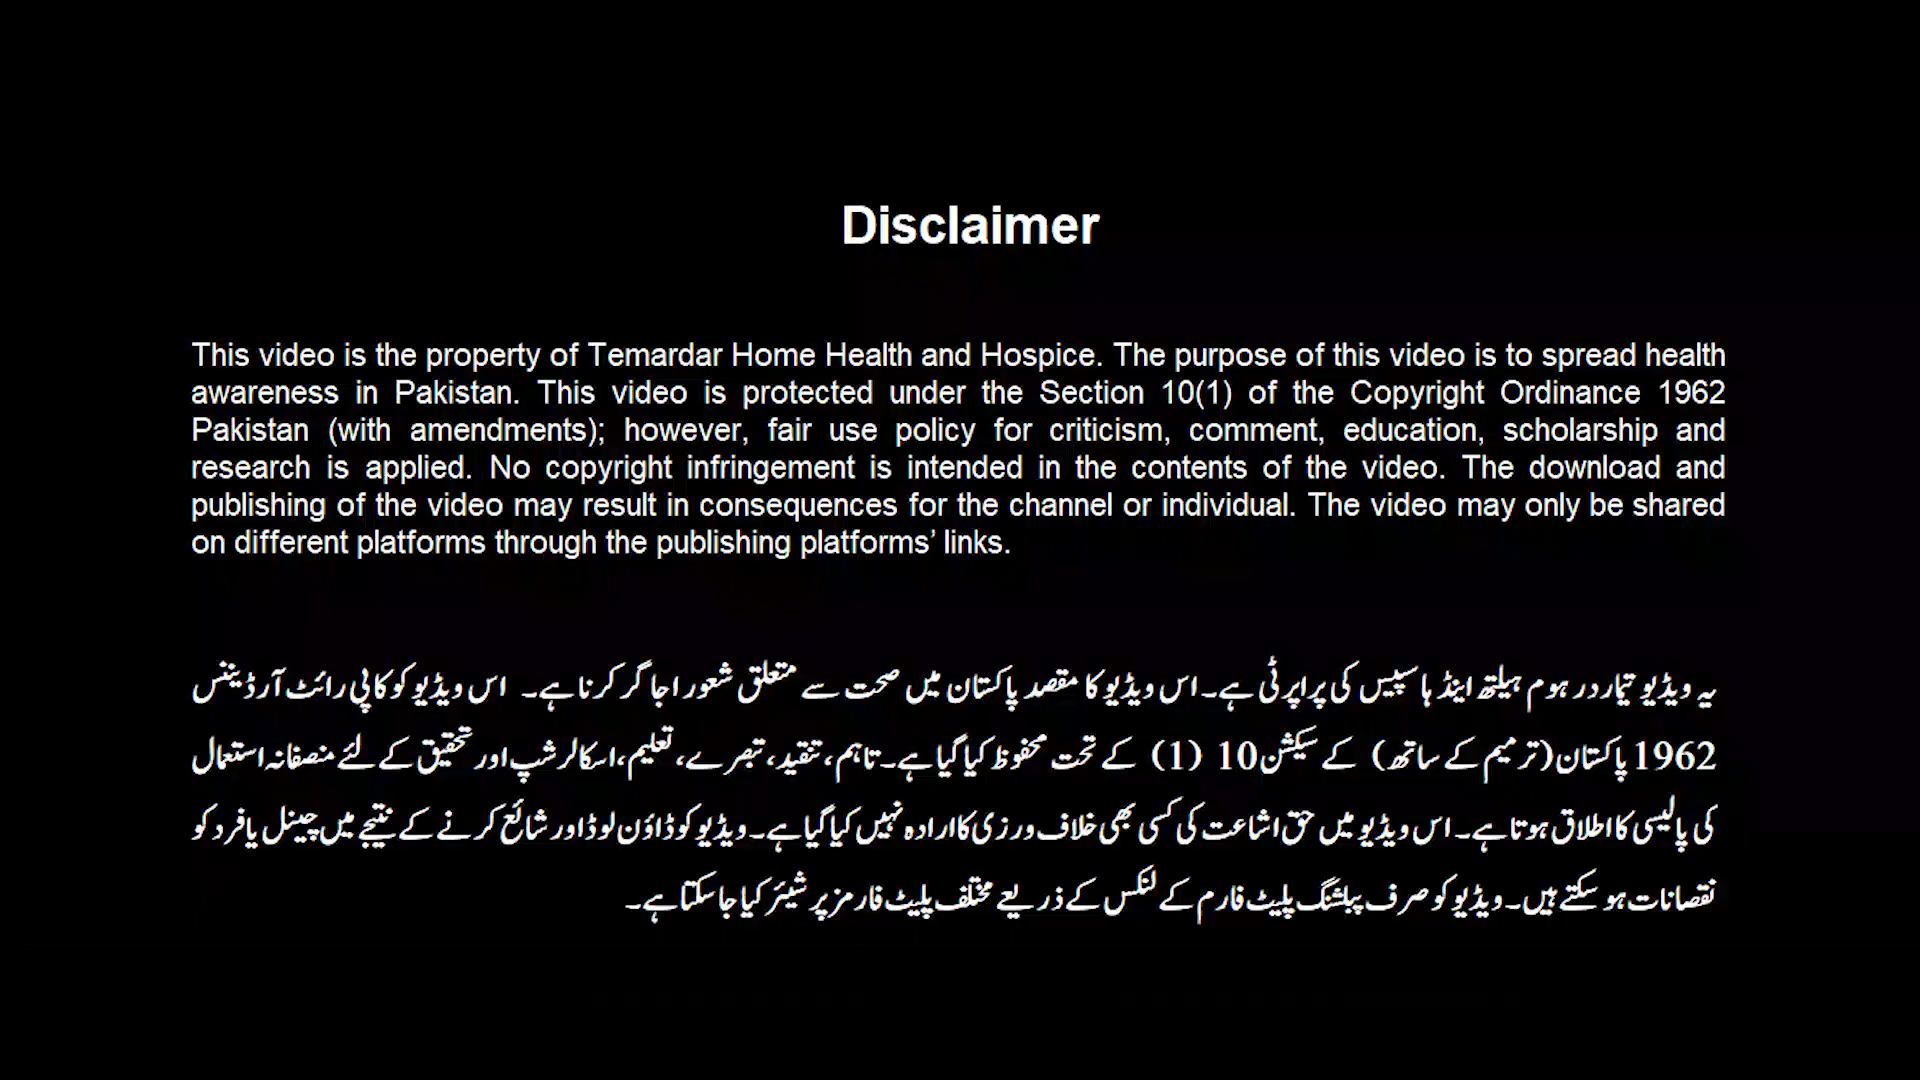 Disclaimer
This video is the property of Temardar Home Health and Hospice. The purpose of this video is to spread health
awareness in Pakistan. This video is protected under the Section 10(1) of the Copyright Ordinance 1962
Pakistan (with amendments); however, fair use policy for criticism, comment, education, scholarship and
research is applied. No copyright infringement is intended in the contents of the video. The download and
publishing of the video may result in consequences for the channel or individual. The video may only be shared
on different platforms through the publishing platforms’ links.
یہ ویڈیو تیماردر ہوم ہیلتھ اینڈ ہاسپیس کی پراپرٹی ہے۔ اس ویڈیو کا مقصد پاکستان میں صحت سے متعلق شعور اجاگر کرنا ہے۔ اس ویڈیو کو کاپی رائٹ آرڈیننس
1962 پاکستان (ترمیم کے ساتھ) کے سیکشن 10 (1) کے تحت محفوظ کیا گیا ہے۔ تاہم، تنقید، تبصرے، تعلیم، اسکالرشپ اور تحقیق کے لئے منصفانہ استعمال
کی پالیسی کا اطلاق ہوتا ہے۔ اس ویڈیو میں حق اشاعت کی کسی بھی خلاف ورزی کا ارادہ نہیں کیا گیا ہے۔ ویڈیو کو ڈاؤن لوڈ اور شائع کرنے کے نتیجے میں چینل یا فرد کو
نقصانات ہو سکتے ہیں۔ ویڈیو کو صرف پبلشنگ پلیٹ فارم کے لنکس کے ذریعے مختلف پلیٹ فارمز پر شیئر کیا جا سکتا ہے۔